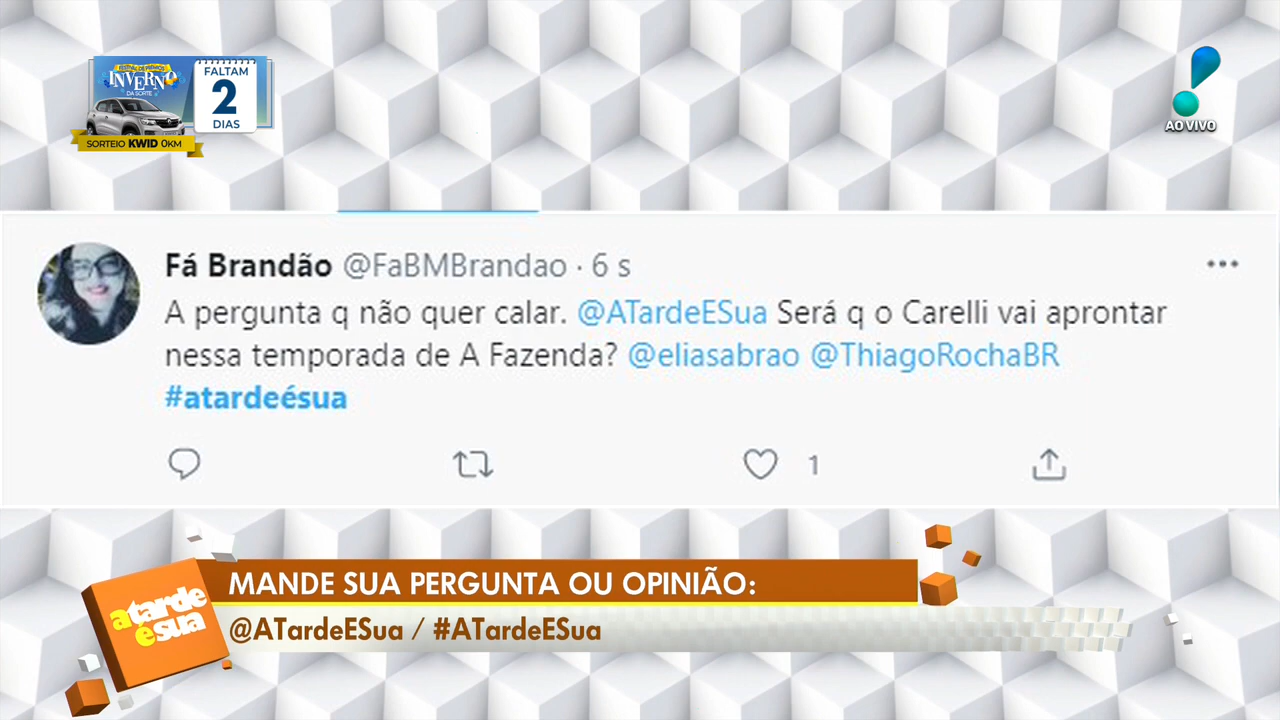 FESTIVAL DE PRÊMIOS
INVERNO
DA SORTE
FALTAM
2
DIAS
SORTEIO KWID 0KM
AO VIVO
Fá Brandão @FaBMBrandao · 6 s
A pergunta q não quer calar. @ATardeESua Será q o Carelli vai aprontar
nessa temporada de A Fazenda? @eliasabrao @ThiagoRochaBR
#atardeésua
1
a tarde
é sua
MANDE SUA PERGUNTA OU OPINIÃO:
@ATardeESua / #ATardeESua